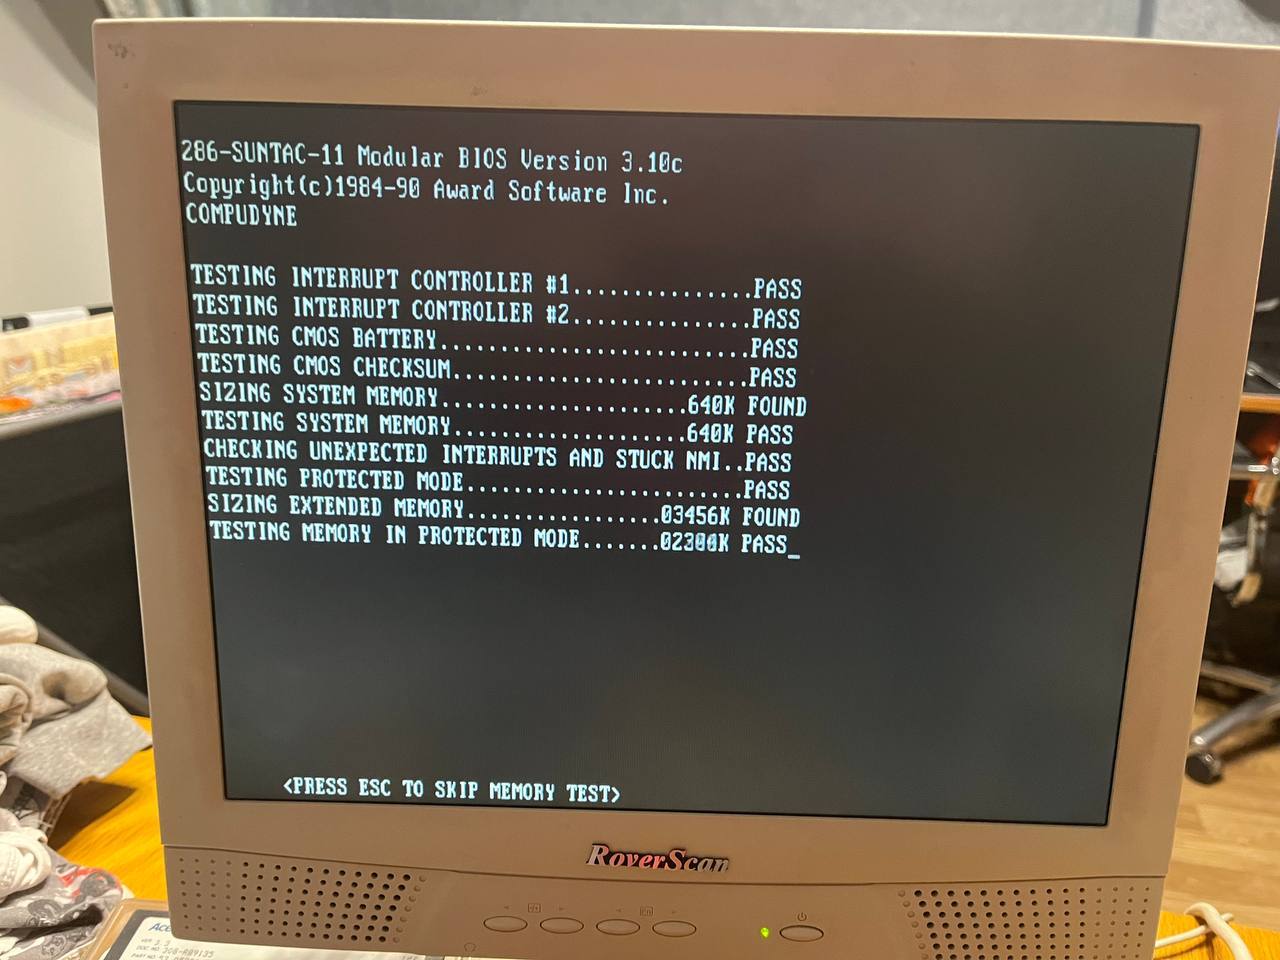 286-SUNTAC-11 Modular BIOS Version 3.10c
Copyright(c)1984-90 Award Software Inc.
COMPUDYNE
TESTING INTERRUPT CONTROLLER #1...............PASS
TESTING INTERRUPT CONTROLLER #2...............PASS
TESTING CMOS BATTERY..........................PASS
TESTING CMOS CHECKSUM.........................PASS
SIZING SYSTEM MEMORY.....................640K FOUND
TESTING SYSTEM MEMORY....................640K PASS
CHECKING UNEXPECTED INTERRUPTS AND STUCK NMI..PASS
TESTING PROTECTED MODE........................PASS
SIZING EXTENDED MEMORY.................03456K FOUND
TESTING MEMORY IN PROTECTED MODE....... PASS_
<PRESS ESC TO SKIP MEMORY TEST>
RoverScan